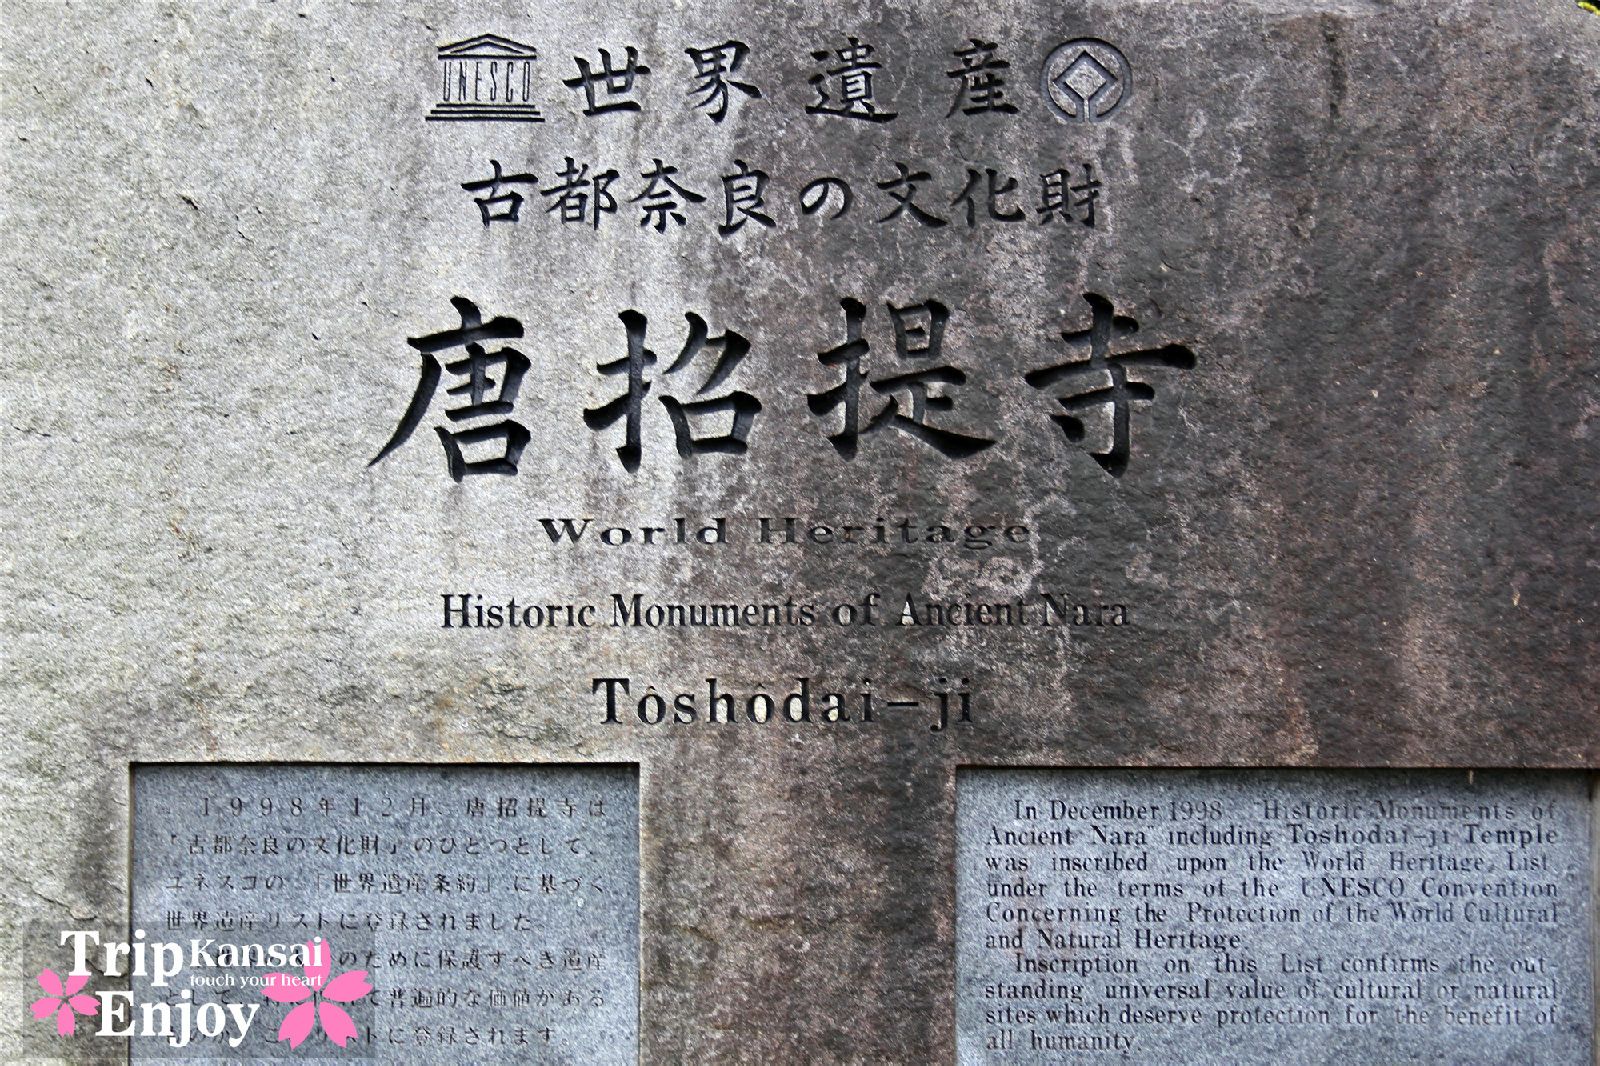 UNESCO 世界遺産
古都奈良の文化財
唐招提寺
World Heritage
Historic Monuments of Ancient Nara
Tôshôdai-ji
1998年12月、唐招提寺は
「古都奈良の文化財」のひとつとして、
ユネスコの「世界遺産条約」に基づく
世界遺産リストに登録されました。
のために保護すべき遺産
普遍的な価値がある
に登録されます。
In December 1998 "Historic Monuments of
Ancient Nara" including Toshodai-ji Temple
was inscribed upon the World Heritage List
under the terms of the UNESCO Convention
Concerning the Protection of the World Cultural
and Natural Heritage.
Inscription on this List confirms the out-
standing universal value of cultural or natural
sites which deserve protection for the benefit of
all humanity.
Trip Kansai
touch your heart
Enjoy